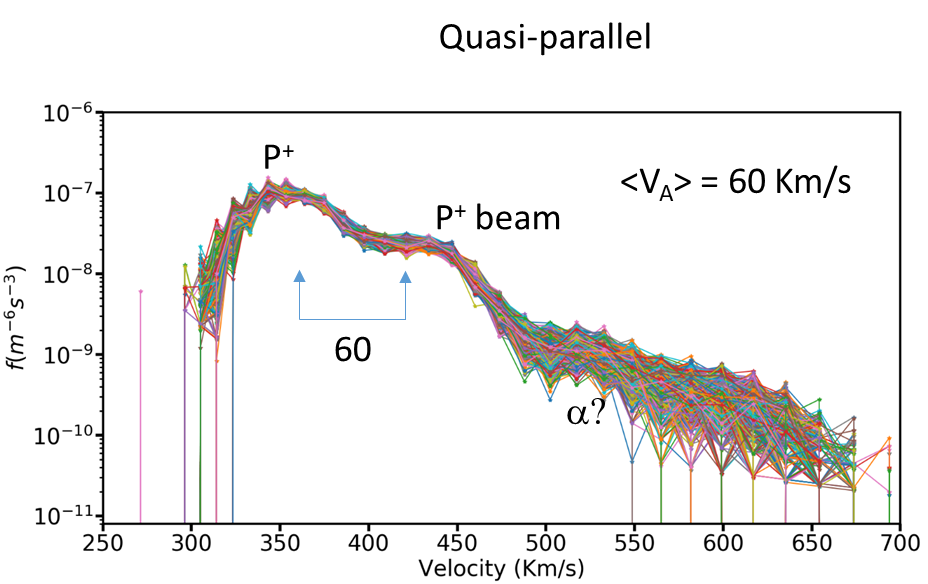 Quasi-parallel
10⁻⁶
10⁻⁷
10⁻⁸
10⁻⁹
10⁻¹⁰
10⁻¹¹
f(m⁻⁶s⁻³)
P⁺
<V_A> = 60 Km/s
P⁺ beam
60
α?
250 300 350 400 450 500 550 600 650 700
Velocity (Km/s)